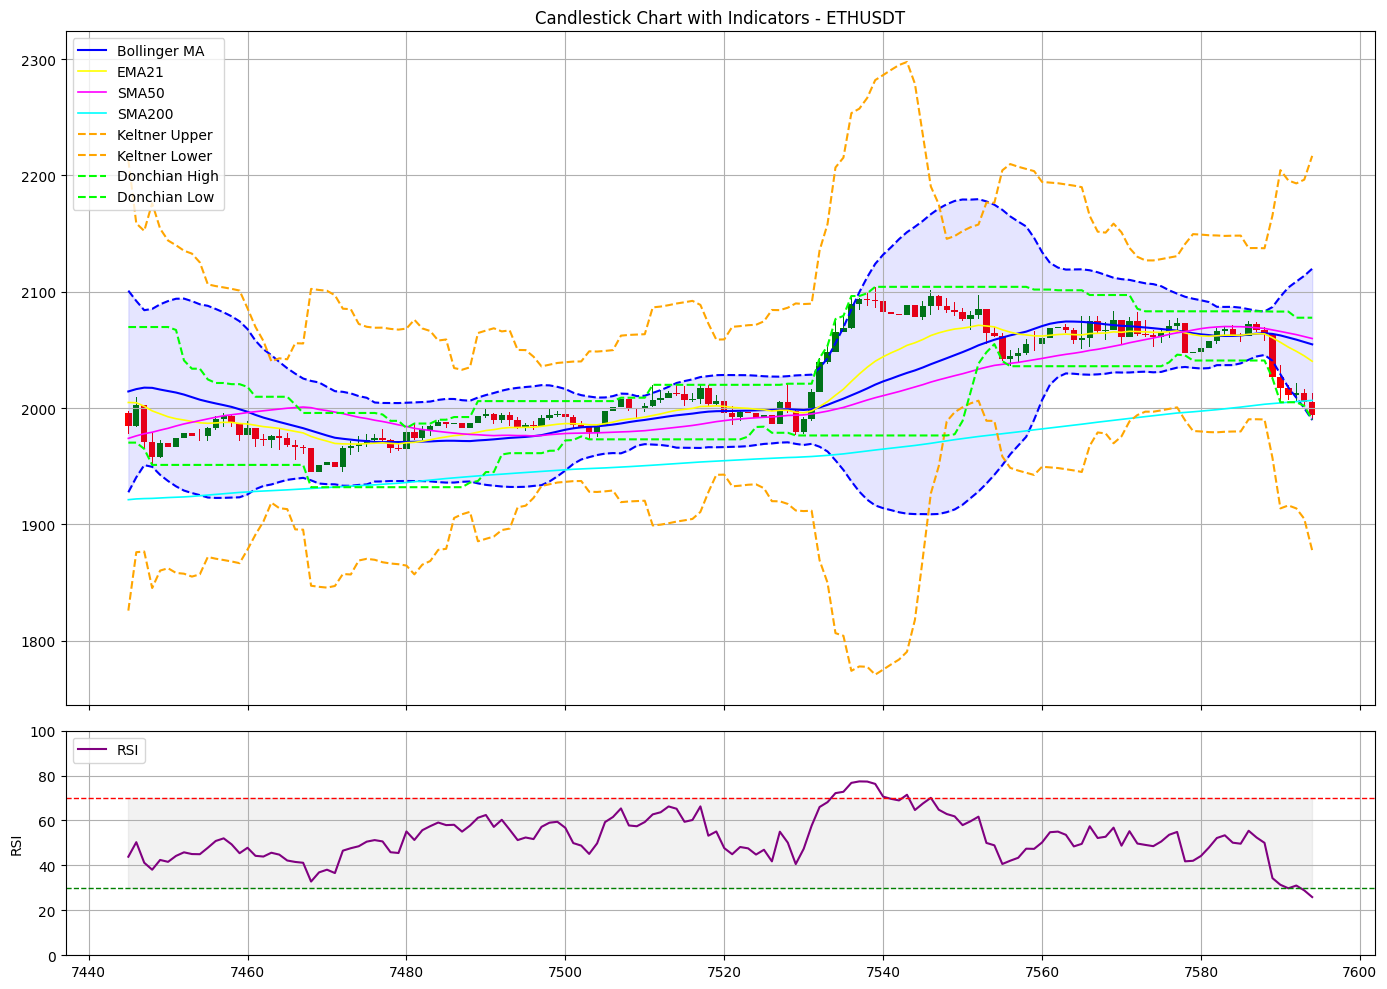 Candlestick Chart with Indicators - ETHUSDT
Bollinger MA
EMA21
SMA50
SMA200
Keltner Upper
Keltner Lower
Donchian High
Donchian Low
2300
2200
2100
2000
1900
1800
RSI
100
80
60
40
20
0
RSI
7440
7460
7480
7500
7520
7540
7560
7580
7600